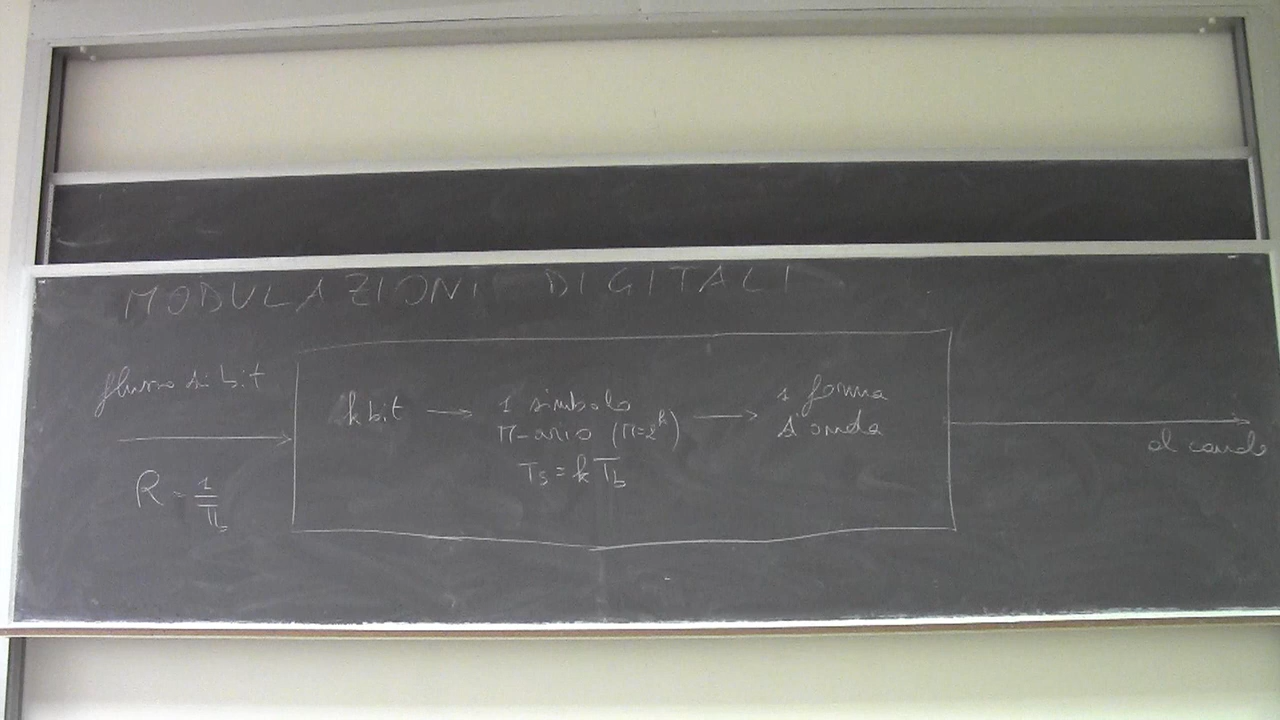 MODULAZIONI DIGITALI
flusso di bit
R = 1/Tb
k bit → 1 simbolo
M-ario (M=2^k)
Ts = k Tb
→ 1 forma
d'onda
al canale